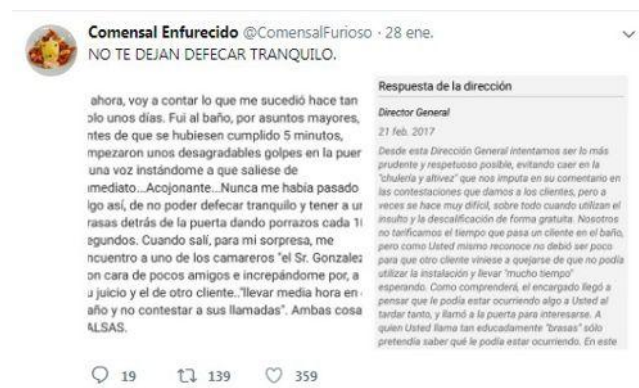 Comensal Enfurecido @ComensalFurioso · 28 ene.
NO TE DEJAN DEFECAR TRANQUILO.
ahora, voy a contar lo que me sucedió hace tan
olo unos días. Fui al baño, por asuntos mayores,
ntes de que se hubiesen cumplido 5 minutos,
mpezaron unos desagradables golpes en la puer
una voz instándome a que saliese de
mediato...Acojonante...Nunca me había pasado
lgo así, de no poder defecar tranquilo y tener a un
rasas detrás de la puerta dando porrazos cada 10
egundos. Cuando salí, para mi sorpresa, me
ncuentro a uno de los camareros "el Sr. Gonzalez
on cara de pocos amigos e increpándome por, a
u juicio y el de otro cliente.."llevar media hora en
año y no contestar a sus llamadas". Ambas cosa
ALSAS.
Respuesta de la dirección
Director General
21 feb. 2017
Desde esta Dirección General intentamos ser lo más
prudente y respetuoso posible, evitando caer en la
"chulería y altivez" que nos imputa en su comentario en
las contestaciones que damos a los clientes, pero a
veces se hace muy difícil, sobre todo cuando utilizan el
insulto y la descalificación de forma gratuita. Nosotros
no tarificamos el tiempo que pasa un cliente en el baño,
pero como Usted mismo reconoce no debió ser poco
para que otro cliente viniese a quejarse de que no podía
utilizar la instalación y llevar "mucho tiempo"
esperando. Como comprenderá, el encargado llegó a
pensar que le podía estar ocurriendo algo a Usted al
tardar tanto, y llamó a la puerta para interesarse. A
quien Usted llama tan educadamente "brasas" sólo
pretendía saber qué le podía estar ocurriendo. En este
19 139 359